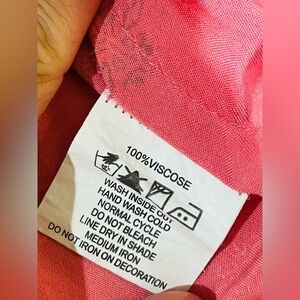 100%VISCOSE
WASH INSIDE OUT
HAND WASH COLD
NORMAL CYCLE
DO NOT BLEACH
LINE DRY IN SHADE
MEDIUM IRON
DO NOT IRON ON DECORATION